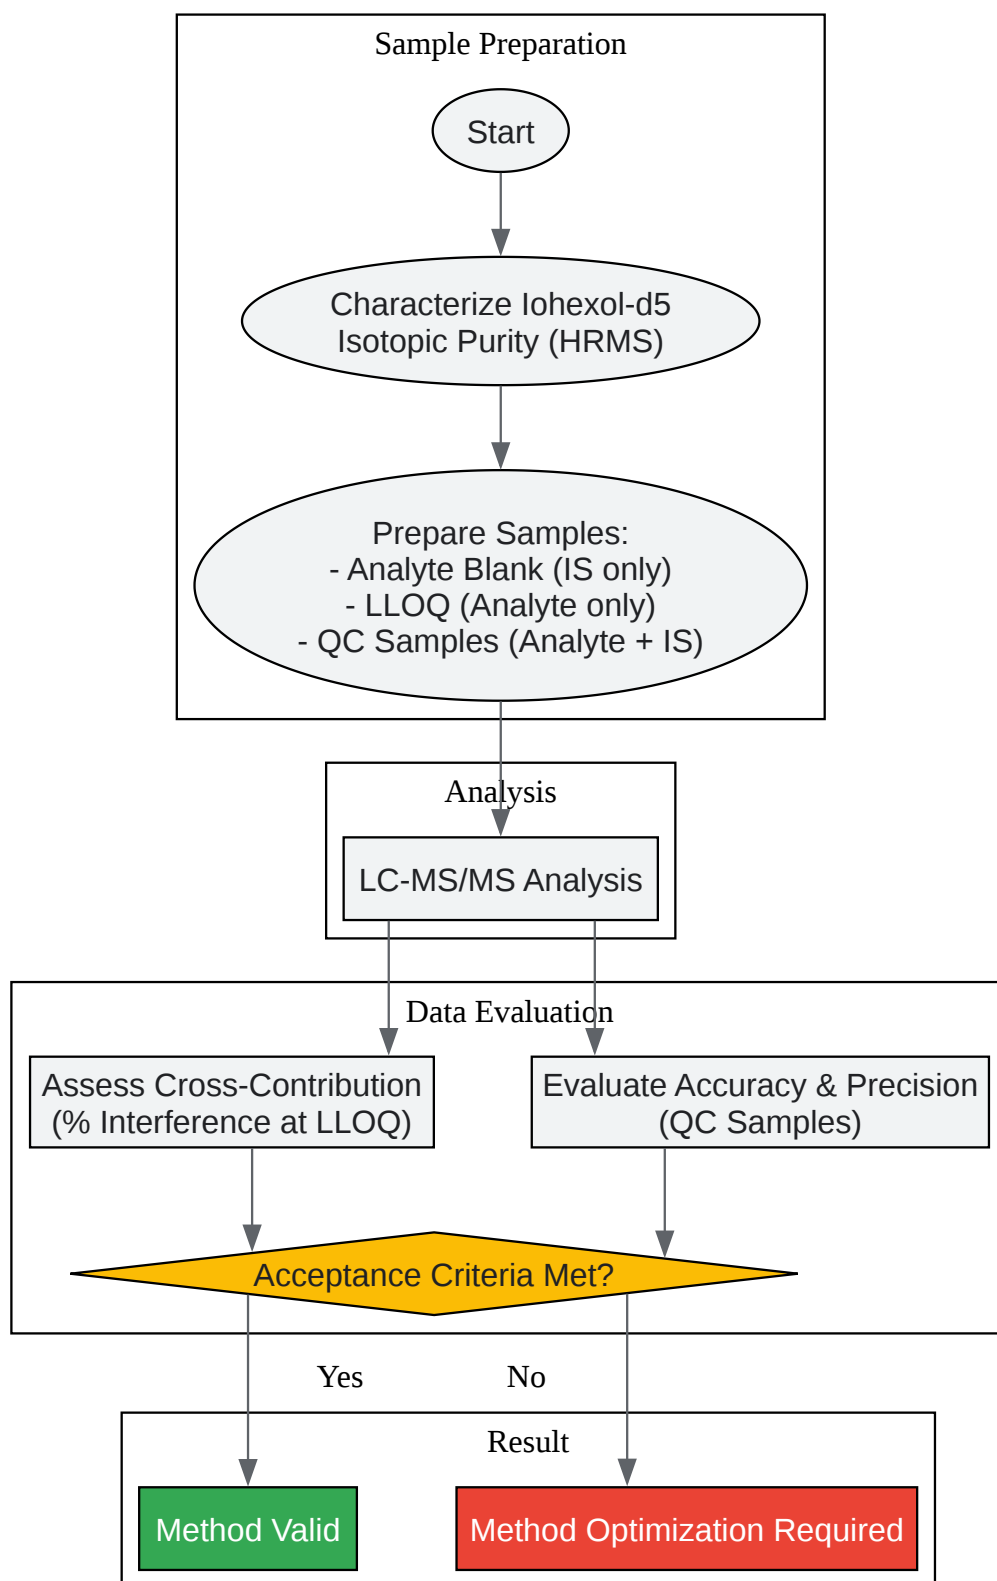 Sample Preparation
Start
Characterize Iohexol-d5
Isotopic Purity (HRMS)
Prepare Samples:
- Analyte Blank (IS only)
- LLOQ (Analyte only)
- QC Samples (Analyte + IS)
Analysis
LC-MS/MS Analysis
Data Evaluation
Assess Cross-Contribution
(% Interference at LLOQ)
Evaluate Accuracy & Precision
(QC Samples)
Acceptance Criteria Met?
Yes
No
Result
Method Valid
Method Optimization Required